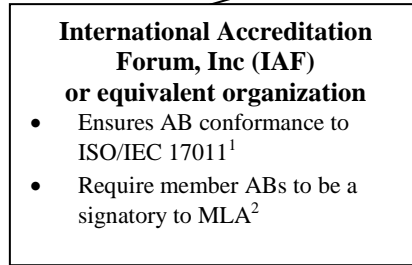 International Accreditation
Forum, Inc (IAF)
or equivalent organization
• Ensures AB conformance to
ISO/IEC 17011¹
• Require member ABs to be a
signatory to MLA²